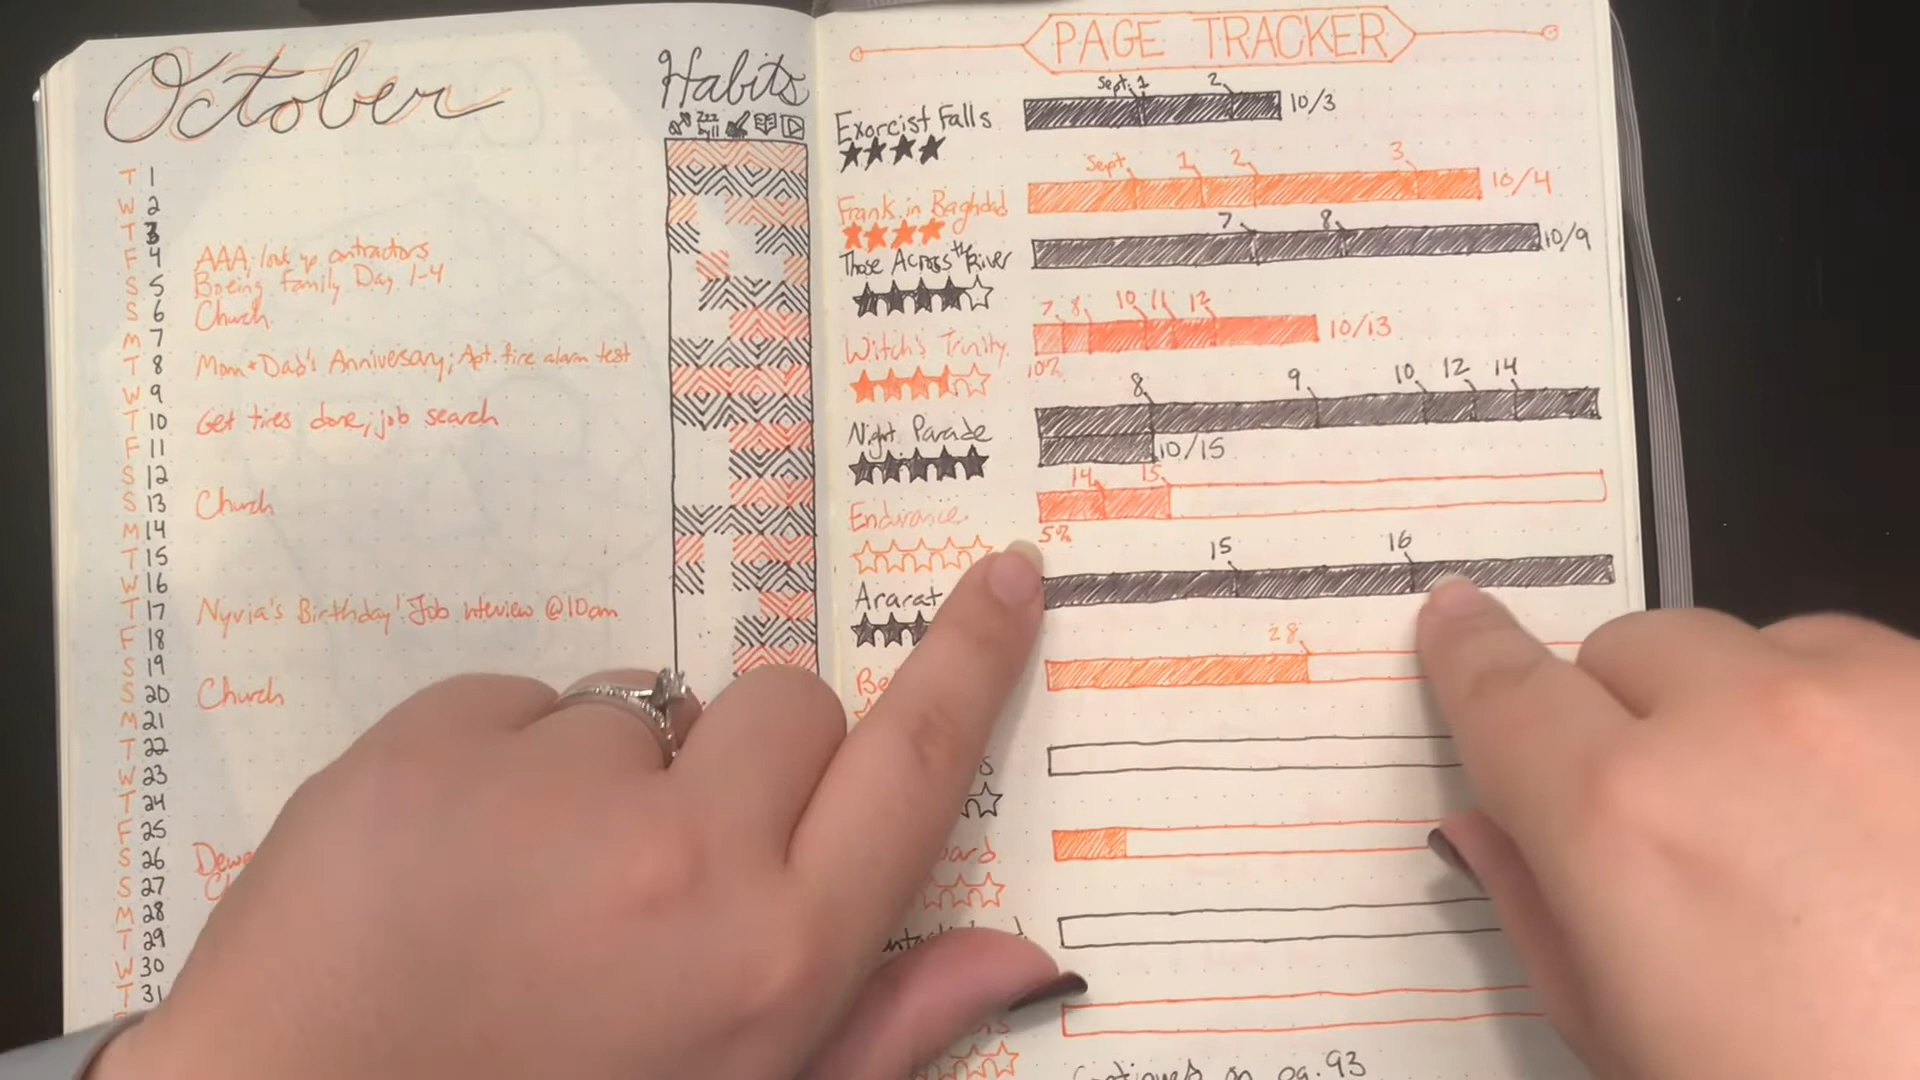 October
Habits
T 1
W 2
T 3
F 4 AAA, look up contractors
S 5 Boeing Family Day 1-4
S 6 Church
M 7
T 8 Mom + Dad's Anniversary; Apt. fire alarm test
W 9
T 10 Get tires done; job search
F 11
S 12
S 13 Church
M 14
T 15
W 16
T 17 Nyvia's Birthday! Job interview @10am
F 18
S 19
S 20 Church
M 21
T 22
W 23
T 24
F 25
S 26
S 27
M 28
T 29
W 30
T 31
PAGE TRACKER
Sept. 1 2
Exorcist Falls 10/3
Sept 1 2 3
Frank. in Baghdad 10/4
7 8
Those Across the River 10/9
7 8 10 11 12
Witch's Trinity 10/13
10%
8 9 10 12 14
Night Parade
10/15
14 15
Endurance
5%
15 16
Ararat
28
Be
s
ard
Continues on pg. 93